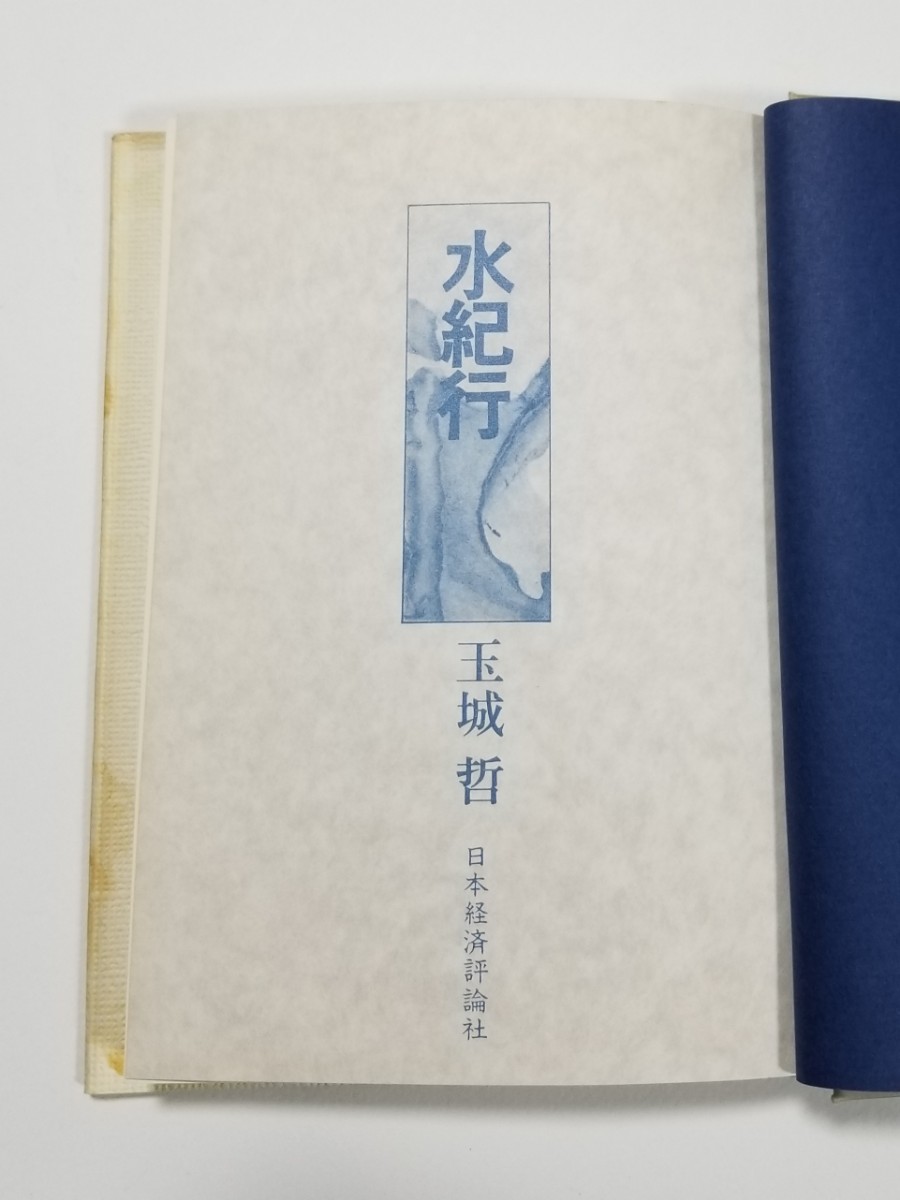 水紀行
玉城 哲
日本経済評論社